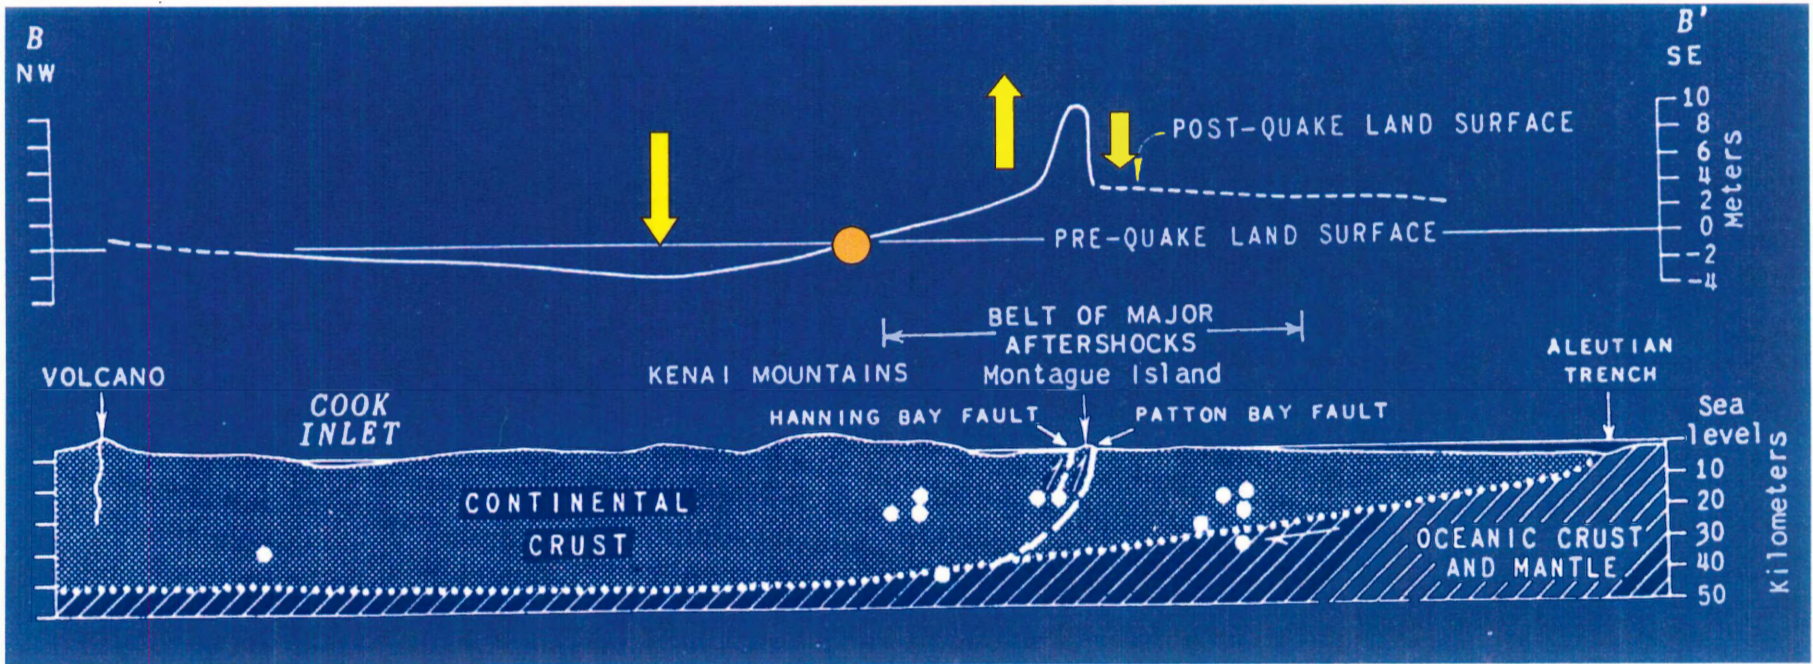 B
NW
B'
SE
10
8
6
4
2
0
-2
-4
Meters
POST-QUAKE LAND SURFACE
PRE-QUAKE LAND SURFACE
BELT OF MAJOR
AFTERSHOCKS
VOLCANO
COOK
INLET
KENAI MOUNTAINS
Montague Island
HANNING BAY FAULT
PATTON BAY FAULT
ALEUTIAN
TRENCH
Sea
level
10
20
30
40
50
Kilometers
CONTINENTAL
CRUST
OCEANIC CRUST
AND MANTLE